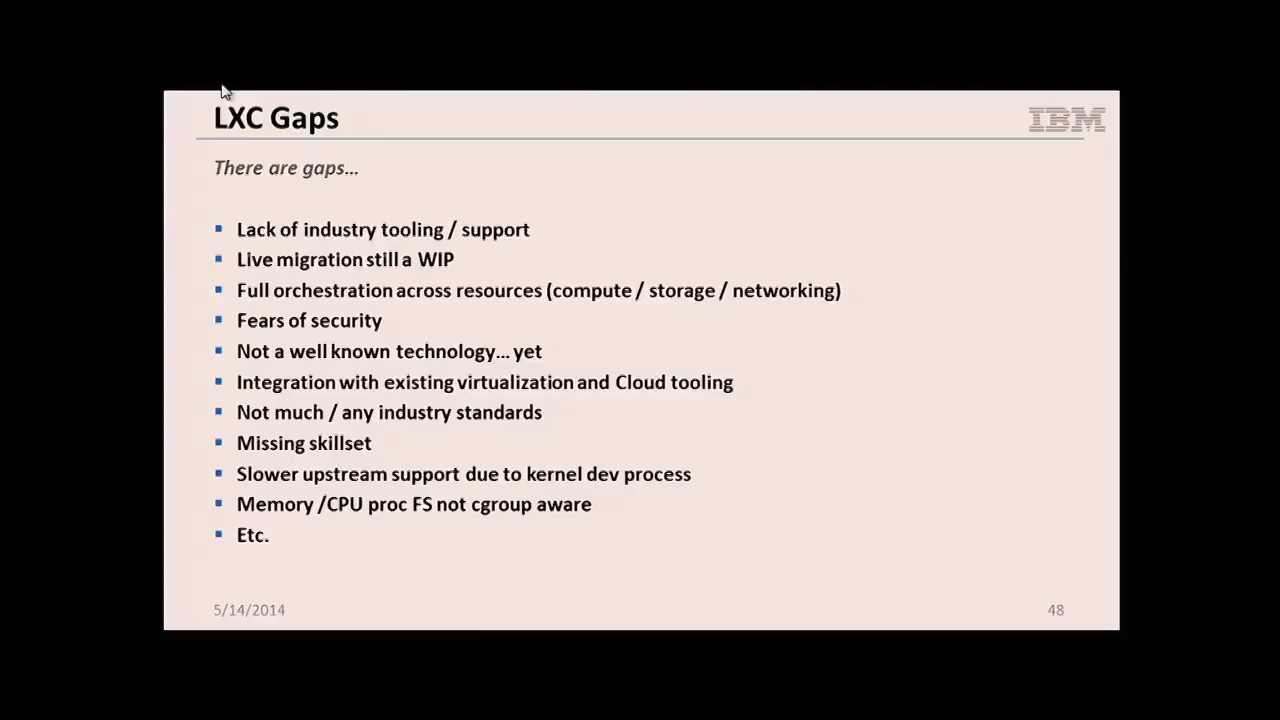 LXC Gaps
IBM
There are gaps...
Lack of industry tooling / support
Live migration still a WIP
Full orchestration across resources (compute / storage / networking)
Fears of security
Not a well known technology... yet
Integration with existing virtualization and Cloud tooling
Not much / any industry standards
Missing skillset
Slower upstream support due to kernel dev process
Memory /CPU proc FS not cgroup aware
Etc.
5/14/2014
48